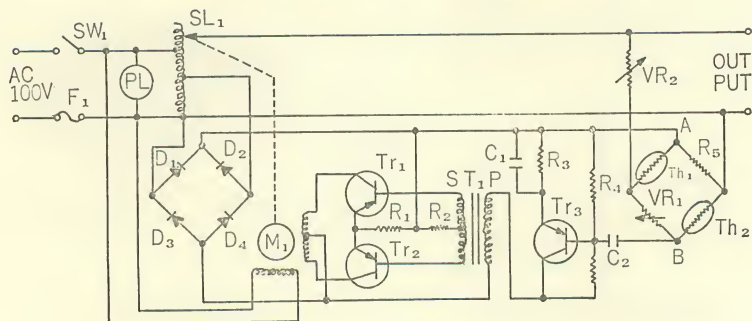 SL₁
SW₁
AC
100V
PL
F₁
VR₂
OUT
PUT
A
D₁
D₂
Tr₁
C₁
R₃
R₄
Th₁
R₅
S T₁ P
Tr₃
VR₁
R₁
R₂
D₃
D₄
M₁
Tr₂
C₂
B
Th₂